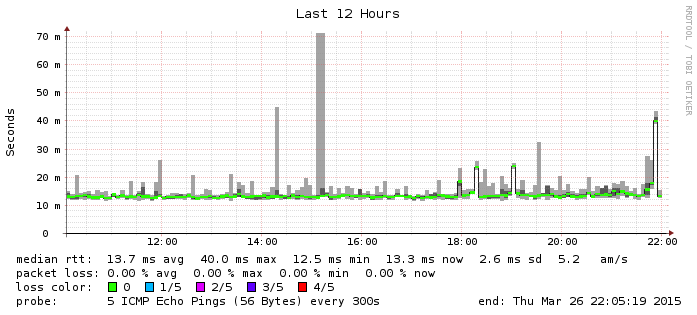 Last 12 Hours
RRDTOOL / TOBI OETIKER
Seconds
70 m
60 m
50 m
40 m
30 m
20 m
10 m
0
12:00 14:00 16:00 18:00 20:00 22:00
median rtt: 13.7 ms avg 40.0 ms max 12.5 ms min 13.3 ms now 2.6 ms sd 5.2 am/s
packet loss: 0.00 % avg 0.00 % max 0.00 % min 0.00 % now
loss color: 0 1/5 2/5 3/5 4/5
probe: 5 ICMP Echo Pings (56 Bytes) every 300s end: Thu Mar 26 22:05:19 2015